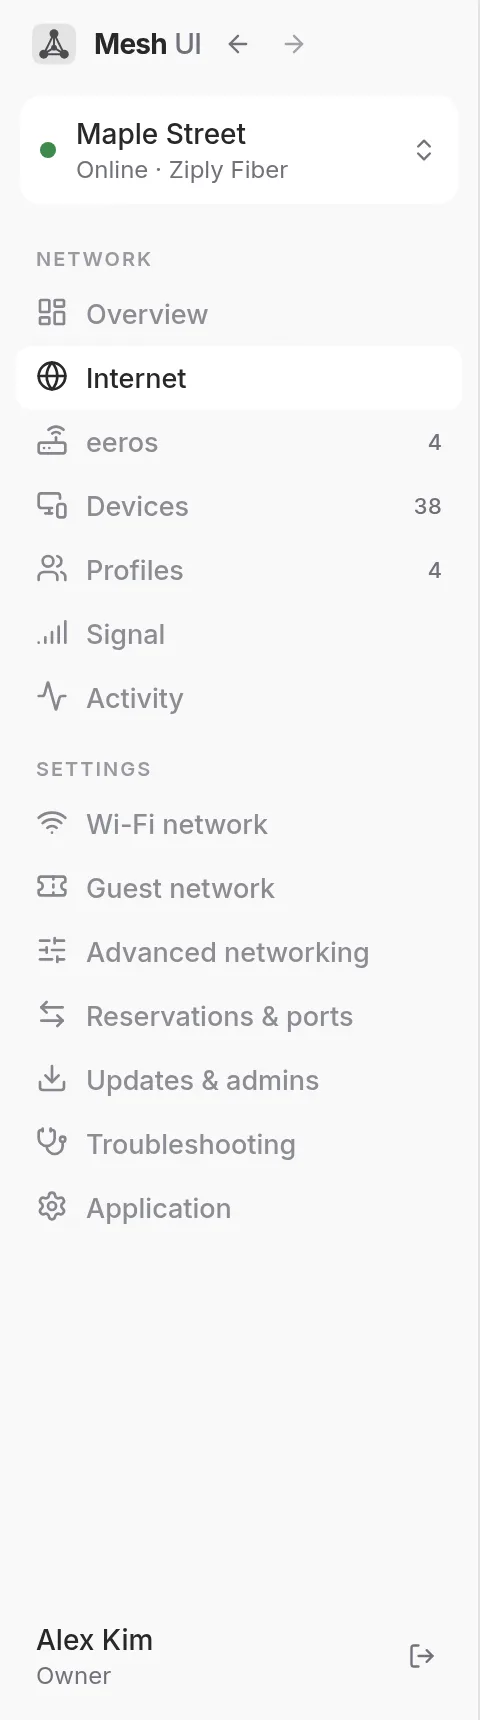 Mesh UI
Maple Street
Online · Ziply Fiber
NETWORK
Overview
Internet
eeros 4
Devices 38
Profiles 4
Signal
Activity
SETTINGS
Wi-Fi network
Guest network
Advanced networking
Reservations & ports
Updates & admins
Troubleshooting
Application
Alex Kim
Owner